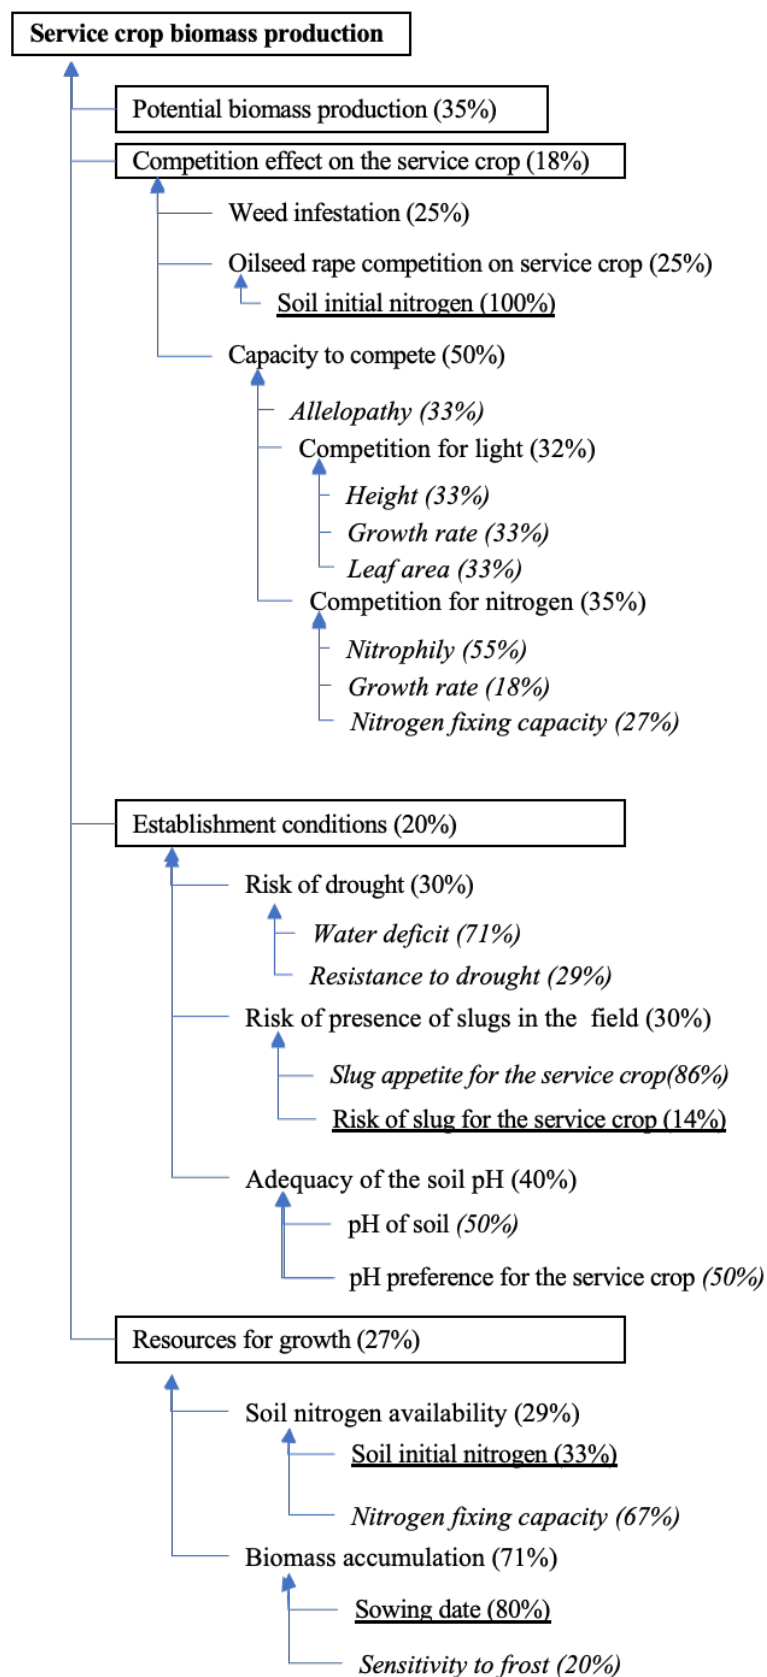 Service crop biomass production
Potential biomass production (35%)
Competition effect on the service crop (18%)
Weed infestation (25%)
Oilseed rape competition on service crop (25%)
Soil initial nitrogen (100%)
Capacity to compete (50%)
Allelopathy (33%)
Competition for light (32%)
Height (33%)
Growth rate (33%)
Leaf area (33%)
Competition for nitrogen (35%)
Nitrophily (55%)
Growth rate (18%)
Nitrogen fixing capacity (27%)
Establishment conditions (20%)
Risk of drought (30%)
Water deficit (71%)
Resistance to drought (29%)
Risk of presence of slugs in the field (30%)
Slug appetite for the service crop(86%)
Risk of slug for the service crop (14%)
Adequacy of the soil pH (40%)
pH of soil (50%)
pH preference for the service crop (50%)
Resources for growth (27%)
Soil nitrogen availability (29%)
Soil initial nitrogen (33%)
Nitrogen fixing capacity (67%)
Biomass accumulation (71%)
Sowing date (80%)
Sensitivity to frost (20%)